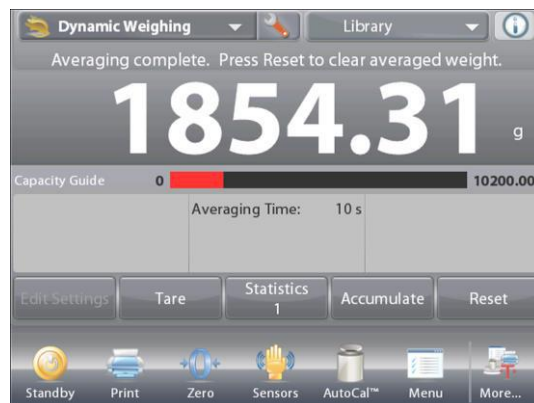 Dynamic Weighing
Library
Averaging complete. Press Reset to clear averaged weight.
1854.31 g
Capacity Guide 0 10200.00
Averaging Time: 10 s
Edit Settings
Tare
Statistics
1
Accumulate
Reset
Standby
Print
Zero
Sensors
AutoCal™
Menu
More...